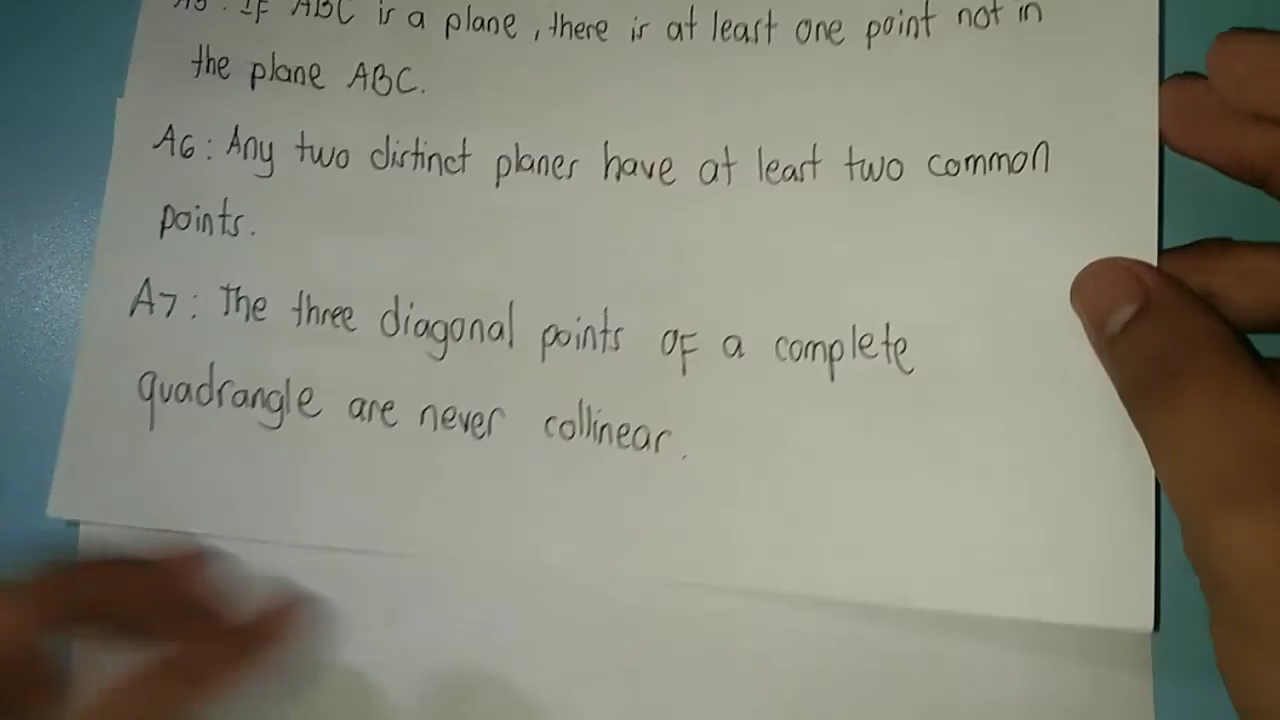 A5: If ABC is a plane, there is at least one point not in
the plane ABC.
A6: Any two distinct planes have at least two common
points.
A7: The three diagonal points of a complete
quadrangle are never collinear.